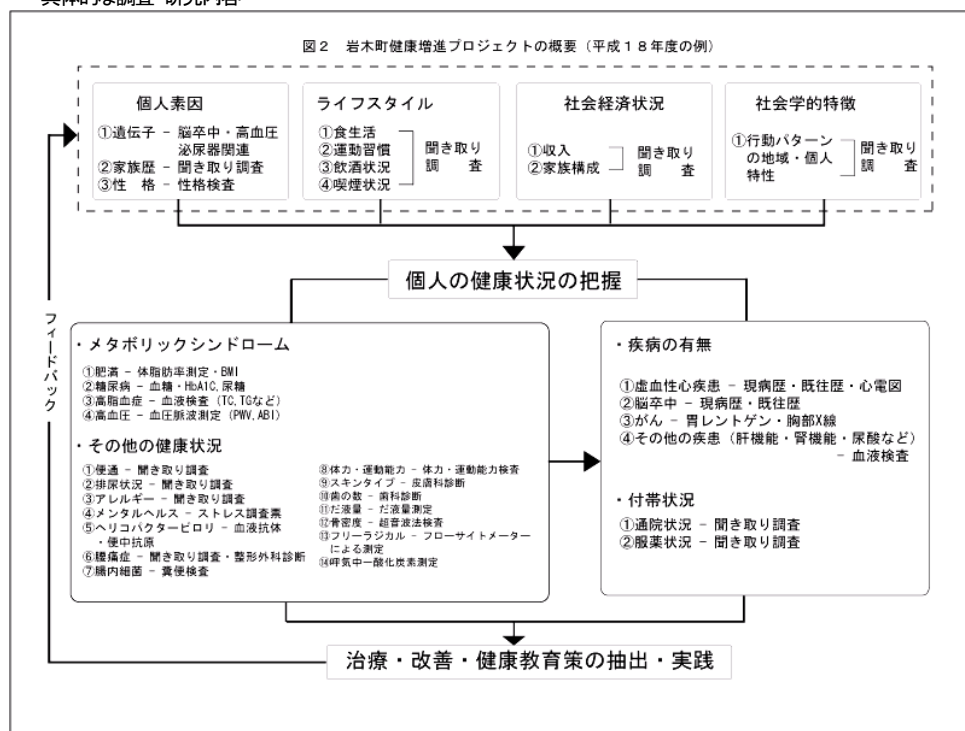 具体的な調査・研究内容
図2 岩木町健康増進プロジェクトの概要(平成18年度の例)
個人素因
①遺伝子 － 脳卒中・高血圧
泌尿器関連
②家族歴 － 聞き取り調査
③性　格 － 性格検査
ライフスタイル
①食生活
②運動習慣
③飲酒状況
④喫煙状況
聞き取り
調　査
社会経済状況
①収入
②家族構成
聞き取り
調　査
社会学的特徴
①行動パターン
の地域・個人
特性
聞き取り
調　査
個人の健康状況の把握
フィードバック
・メタボリックシンドローム
①肥満 － 体脂肪率測定・BMI
②糖尿病 － 血糖・HbA1C,尿糖
③高脂血症 － 血液検査(TC,TGなど)
④高血圧 － 血圧脈波測定(PWV,ABI)
・その他の健康状況
①便通 － 聞き取り調査
②排尿状況 － 聞き取り調査
③アレルギー － 聞き取り調査
④メンタルヘルス － ストレス調査票
⑤ヘリコパクターピロリ － 血液抗体
・便中抗原
⑥腰痛症 － 聞き取り調査・整形外科診断
⑦腸内細菌 － 糞便検査
⑧体力・運動能力 － 体力・運動能力検査
⑨スキンタイプ － 皮膚科診断
⑩歯の数 － 歯科診断
⑪だ液量 － だ液量測定
⑫骨密度 － 超音波法検査
⑬フリーラジカル － フローサイトメーター
による測定
⑭呼気中一酸化炭素測定
・疾病の有無
①虚血性心疾患 － 現病歴・既往歴・心電図
②脳卒中 － 現病歴・既往歴
③がん － 胃レントゲン・胸部X線
④その他の疾患(肝機能・腎機能・尿酸など)
－ 血液検査
・付帯状況
①通院状況 － 聞き取り調査
②服薬状況 － 聞き取り調査
治療・改善・健康教育策の抽出・実践